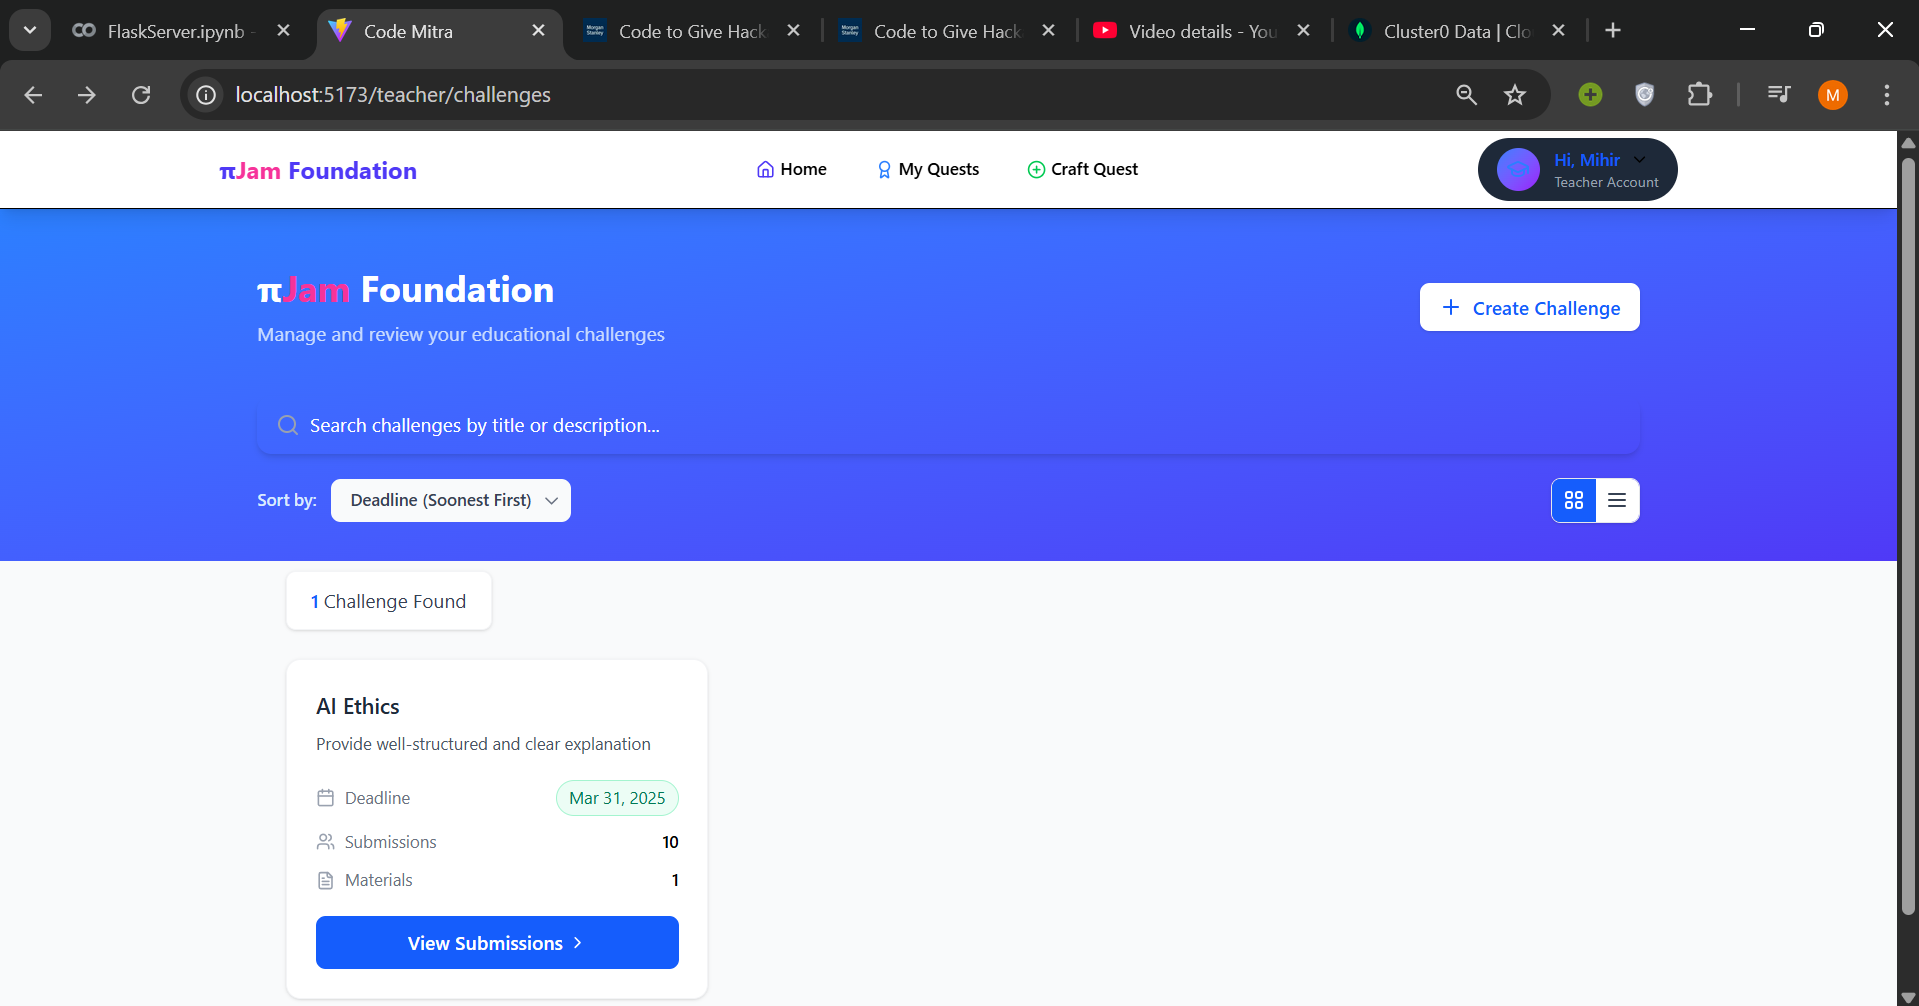 FlaskServer.ipynb -
Code Mitra
Code to Give Hack
Code to Give Hack
Video details - You
Cluster0 Data | Clo
localhost:5173/teacher/challenges
M
πJam Foundation
Home
My Quests
Craft Quest
Hi, Mihir
Teacher Account
πJam Foundation
Manage and review your educational challenges
Create Challenge
Search challenges by title or description...
Sort by:
Deadline (Soonest First)
1 Challenge Found
AI Ethics
Provide well-structured and clear explanation
Deadline
Mar 31, 2025
Submissions
10
Materials
1
View Submissions